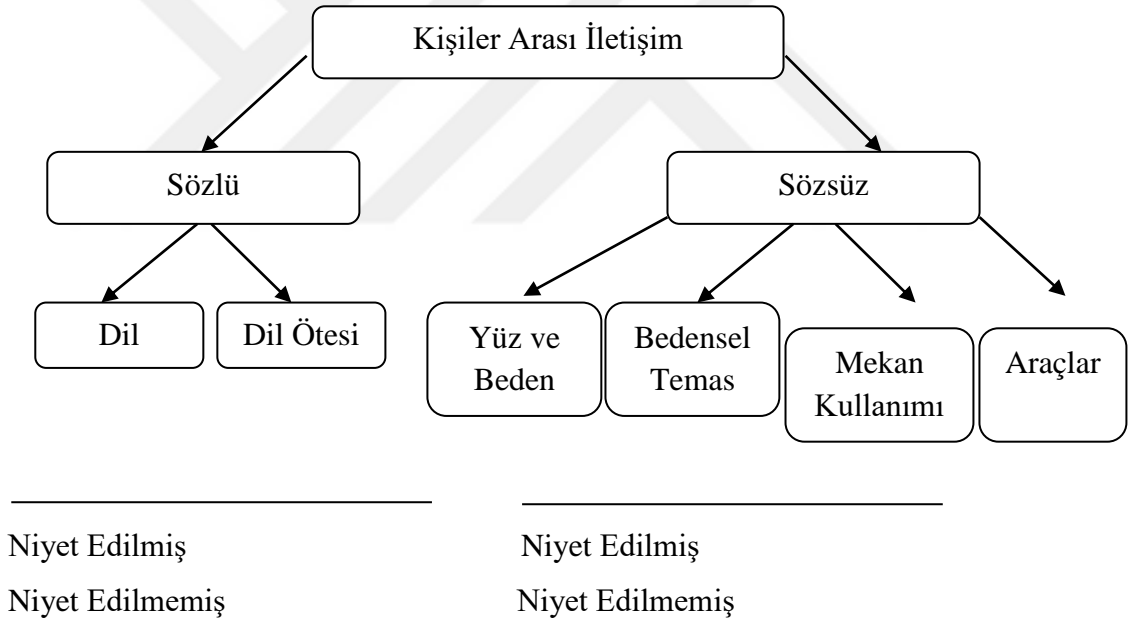 Kişiler Arası İletişim
Sözlü
Sözsüz
Dil
Dil Ötesi
Yüz ve
Beden
Bedensel
Temas
Mekan
Kullanımı
Araçlar
Niyet Edilmiş
Niyet Edilmiş
Niyet Edilmemiş
Niyet Edilmemiş